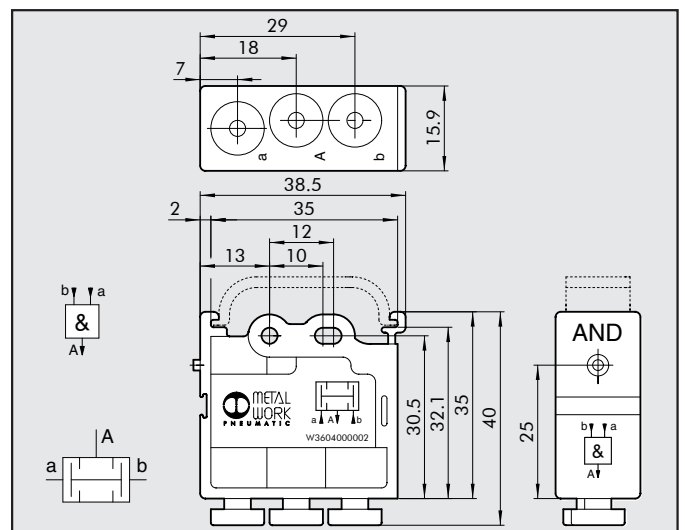 29
18
7
15.9
a A b
38.5
2 35
12
13 10
b a
&
A
AND
METAL
WORK
PNEUMATIC
a A b
W3604000002
30.5
32.1
35
40
25
b a
&
A
A
a b